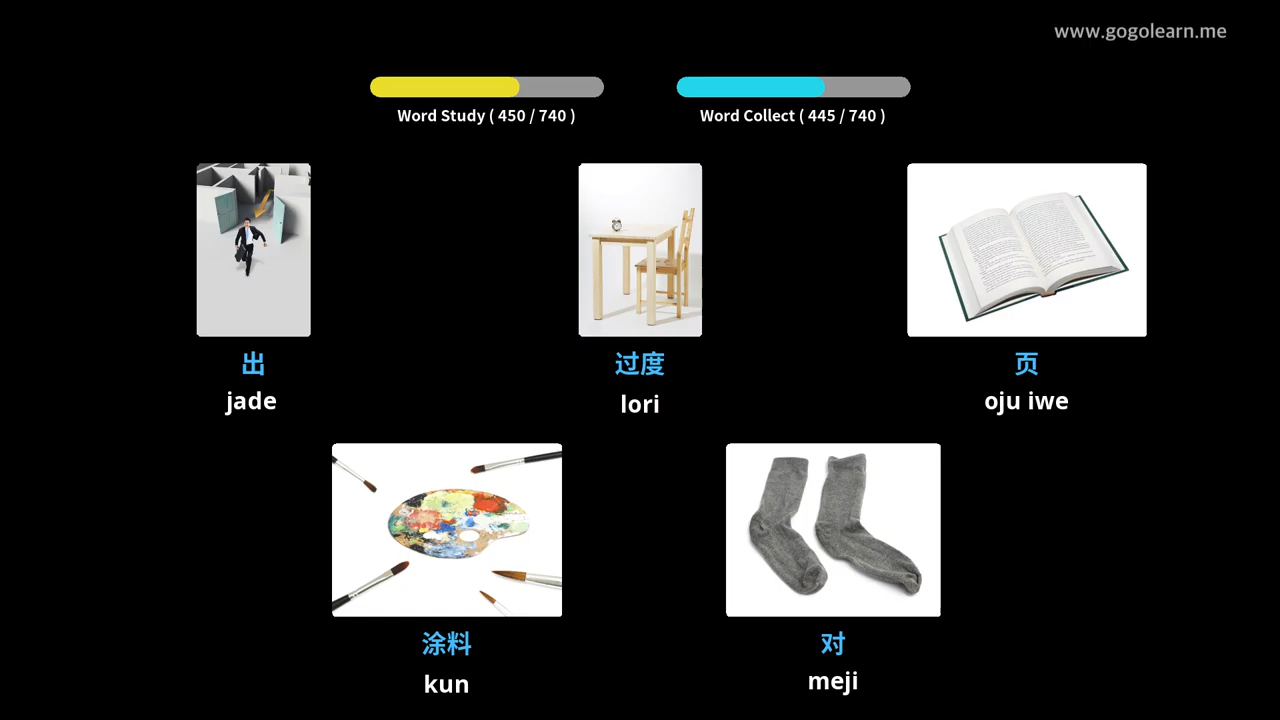 www.gogolearn.me
Word Study ( 450 / 740 )
Word Collect ( 445 / 740 )
出
jade
过度
lori
页
oju iwe
涂料
kun
对
meji